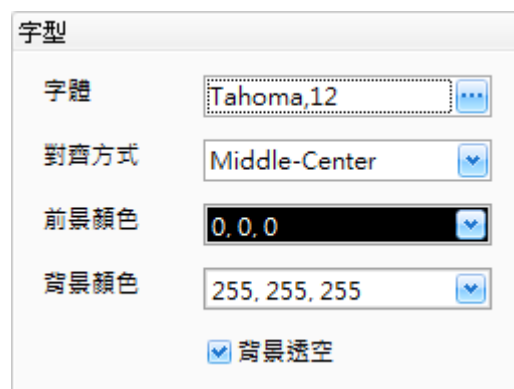 字型
字體 Tahoma,12
對齊方式 Middle-Center
前景顏色 0, 0, 0
背景顏色 255, 255, 255
背景透空